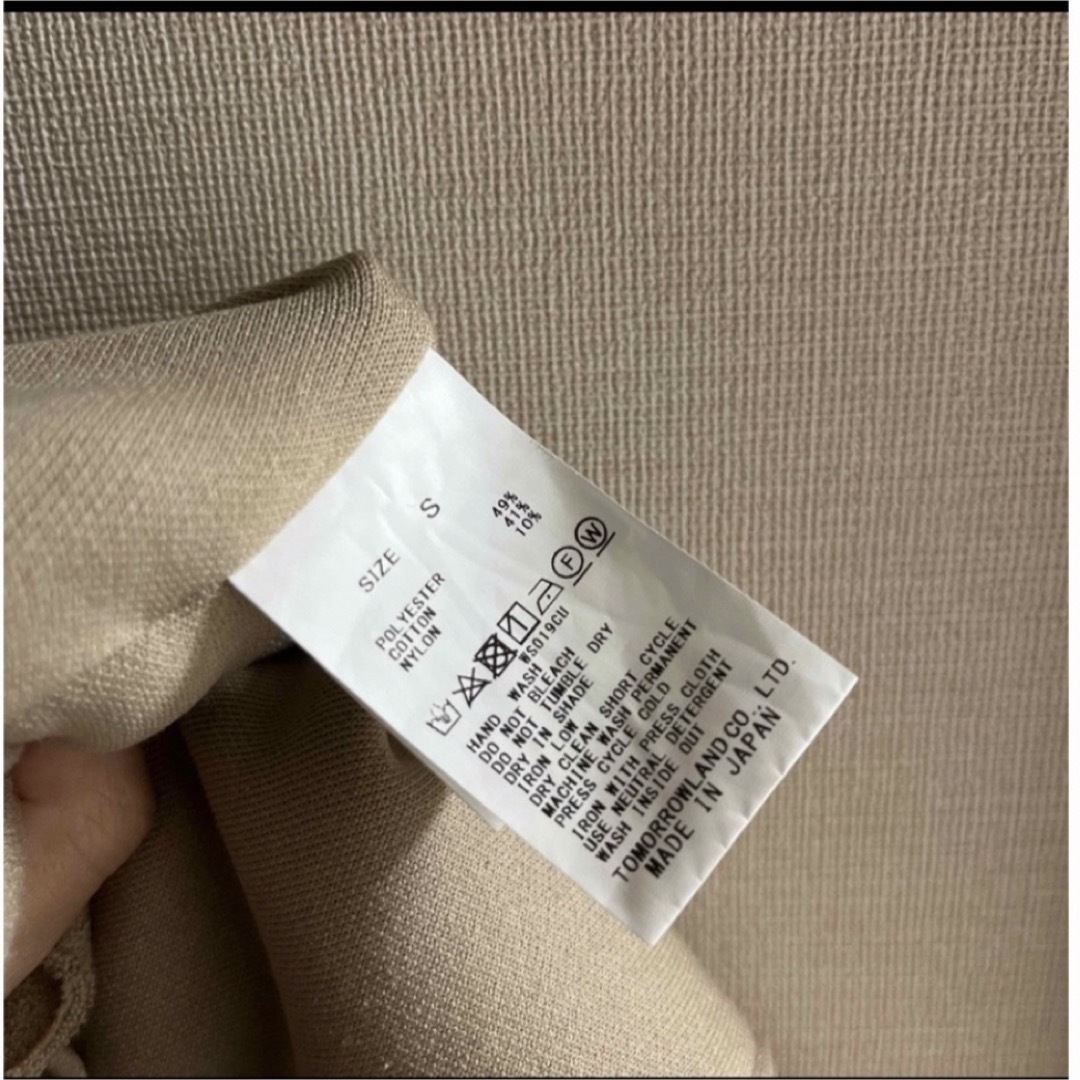 SIZE S
POLYESTER 49%
COTTON 41%
NYLON 10%
F W
WS019CU
HAND WASH
DO NOT BLEACH
DO NOT TUMBLE DRY
DRY IN SHADE
IRON LOW
DRY CLEAN SHORT CYCLE
MACHINE WASH PERMANENT
PRESS CYCLE COLD
IRON WITH PRESS CLOTH
USE NEUTRAL DETERGENT
WASH INSIDE OUT
TOMORROWLAND CO., LTD.
MADE IN JAPAN